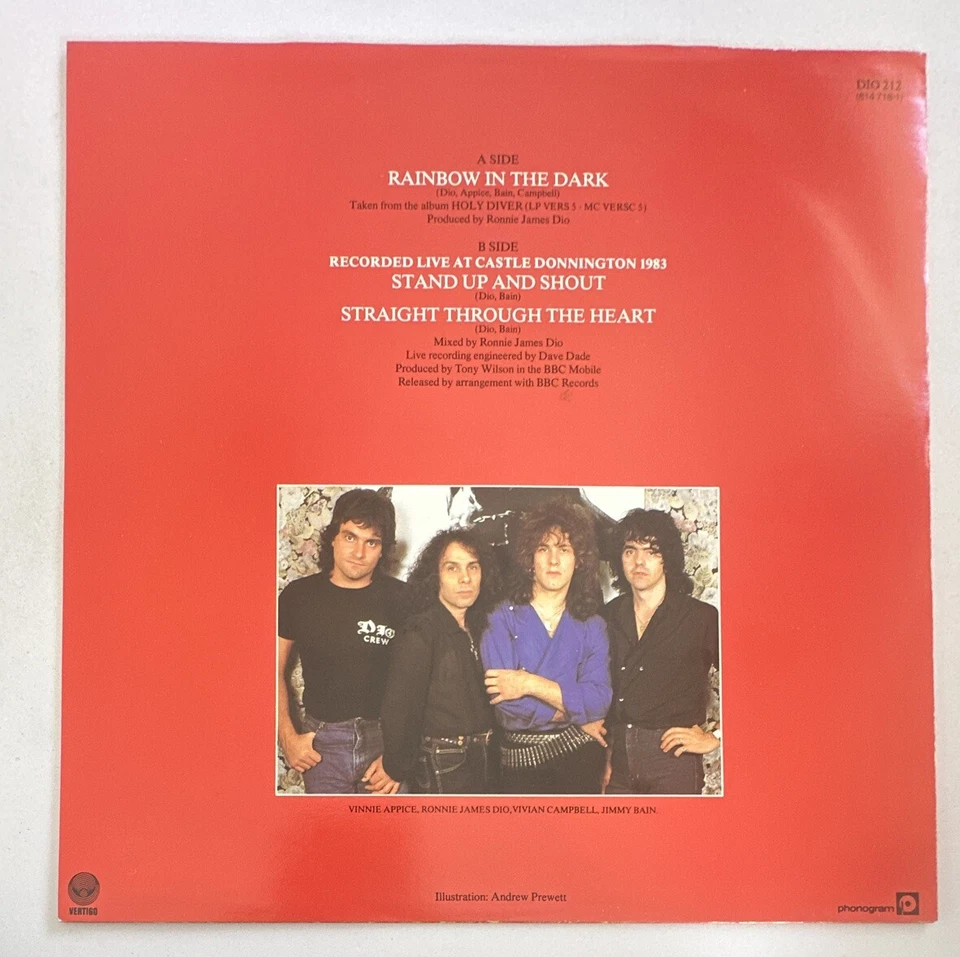 DIO 212
A SIDE
RAINBOW IN THE DARK
(Dio, Appice, Bain, Campbell)
Taken from the album HOLY DIVER (LP VERS 5 - MC VERSC 5)
Produced by Ronnie James Dio
B SIDE
RECORDED LIVE AT CASTLE DONNINGTON 1983
STAND UP AND SHOUT
(Dio, Bain)
STRAIGHT THROUGH THE HEART
(Dio, Bain)
Mixed by Ronnie James Dio
Live recording engineered by Dave Dade
Produced by Tony Wilson in the BBC Mobile
Released by arrangement with BBC Records
DIO
CREW
VINNIE APPICE, RONNIE JAMES DIO, VIVIAN CAMPBELL, JIMMY BAIN.
Illustration: Andrew Prewett
VERTIGO
phonogram